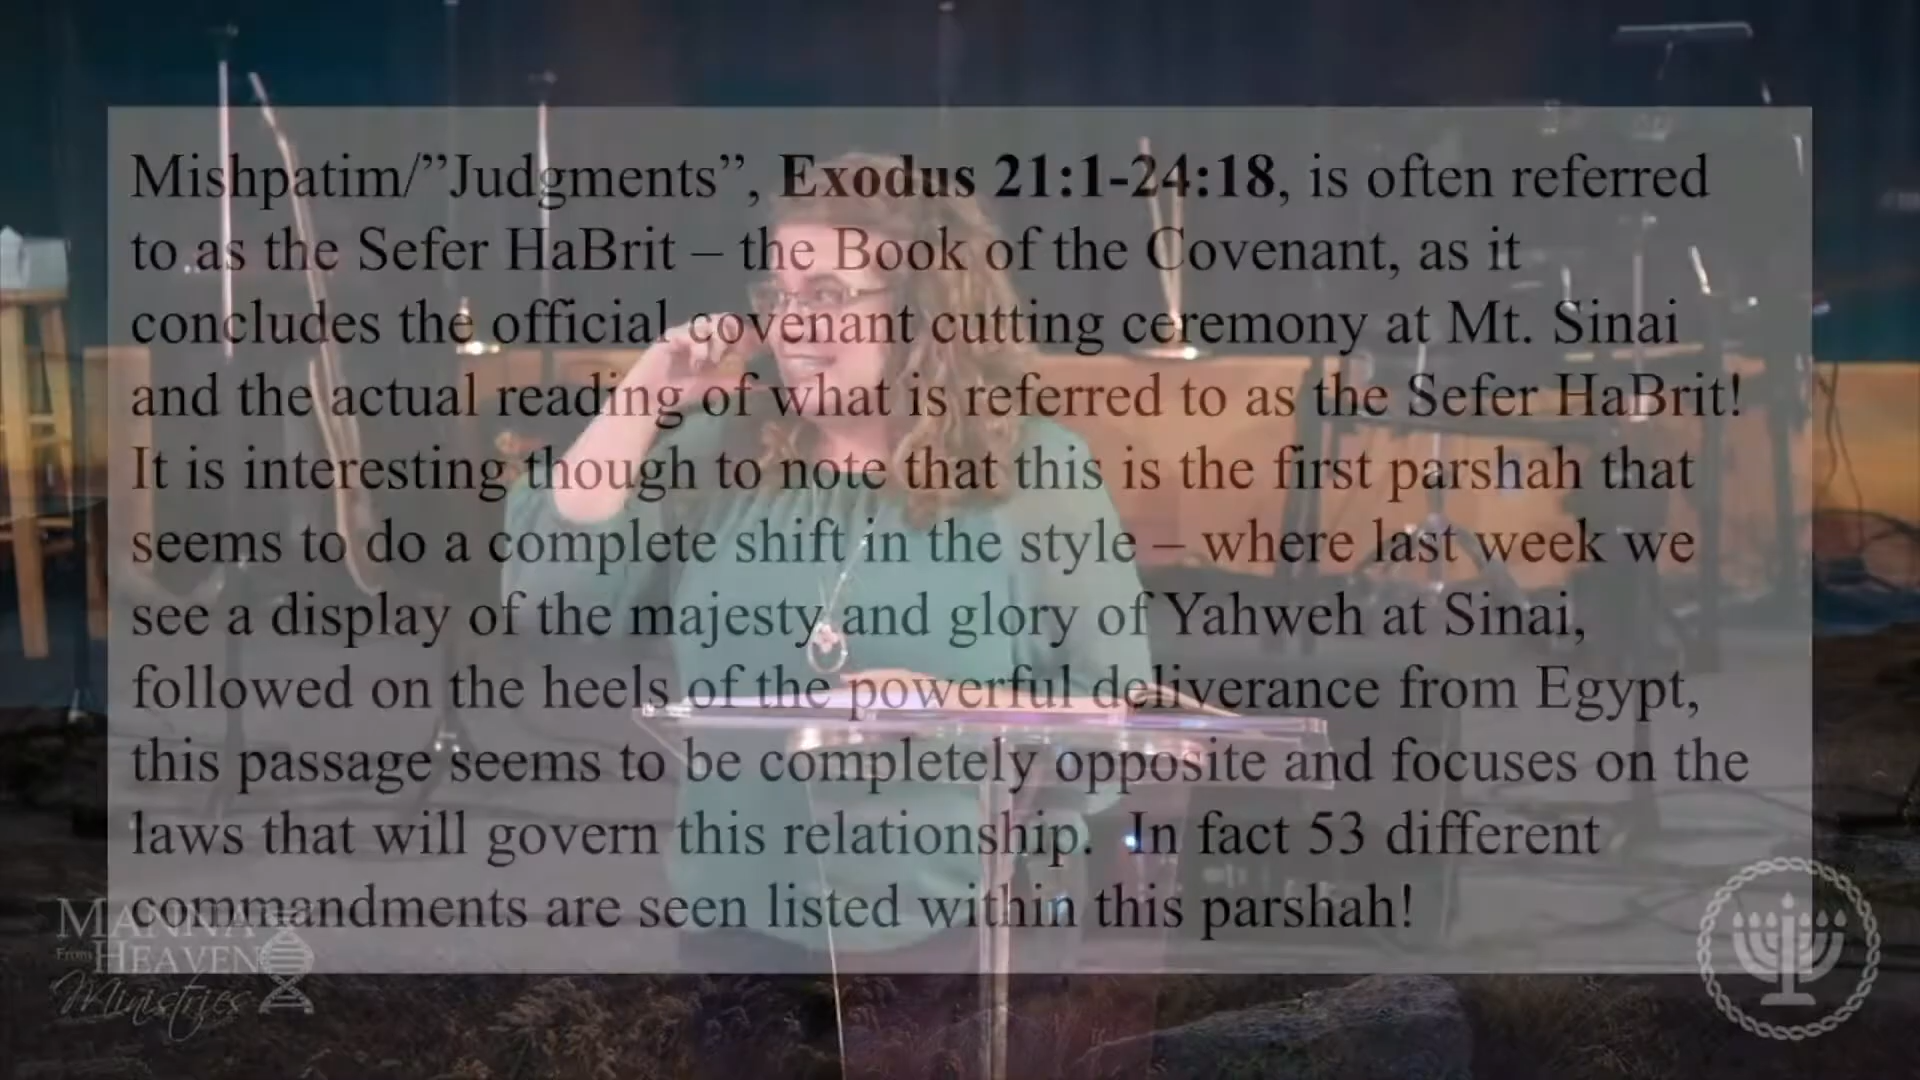 Mishpatim/”Judgments”, Exodus 21:1-24:18, is often referred
to as the Sefer HaBrit – the Book of the Covenant, as it
concludes the official covenant cutting ceremony at Mt. Sinai
and the actual reading of what is referred to as the Sefer HaBrit!
It is interesting though to note that this is the first parshah that
seems to do a complete shift in the style – where last week we
see a display of the majesty and glory of Yahweh at Sinai,
followed on the heels of the powerful deliverance from Egypt,
this passage seems to be completely opposite and focuses on the
laws that will govern this relationship. In fact 53 different
commandments are seen listed within this parshah!
MANNA
From HEAVEN
Ministries